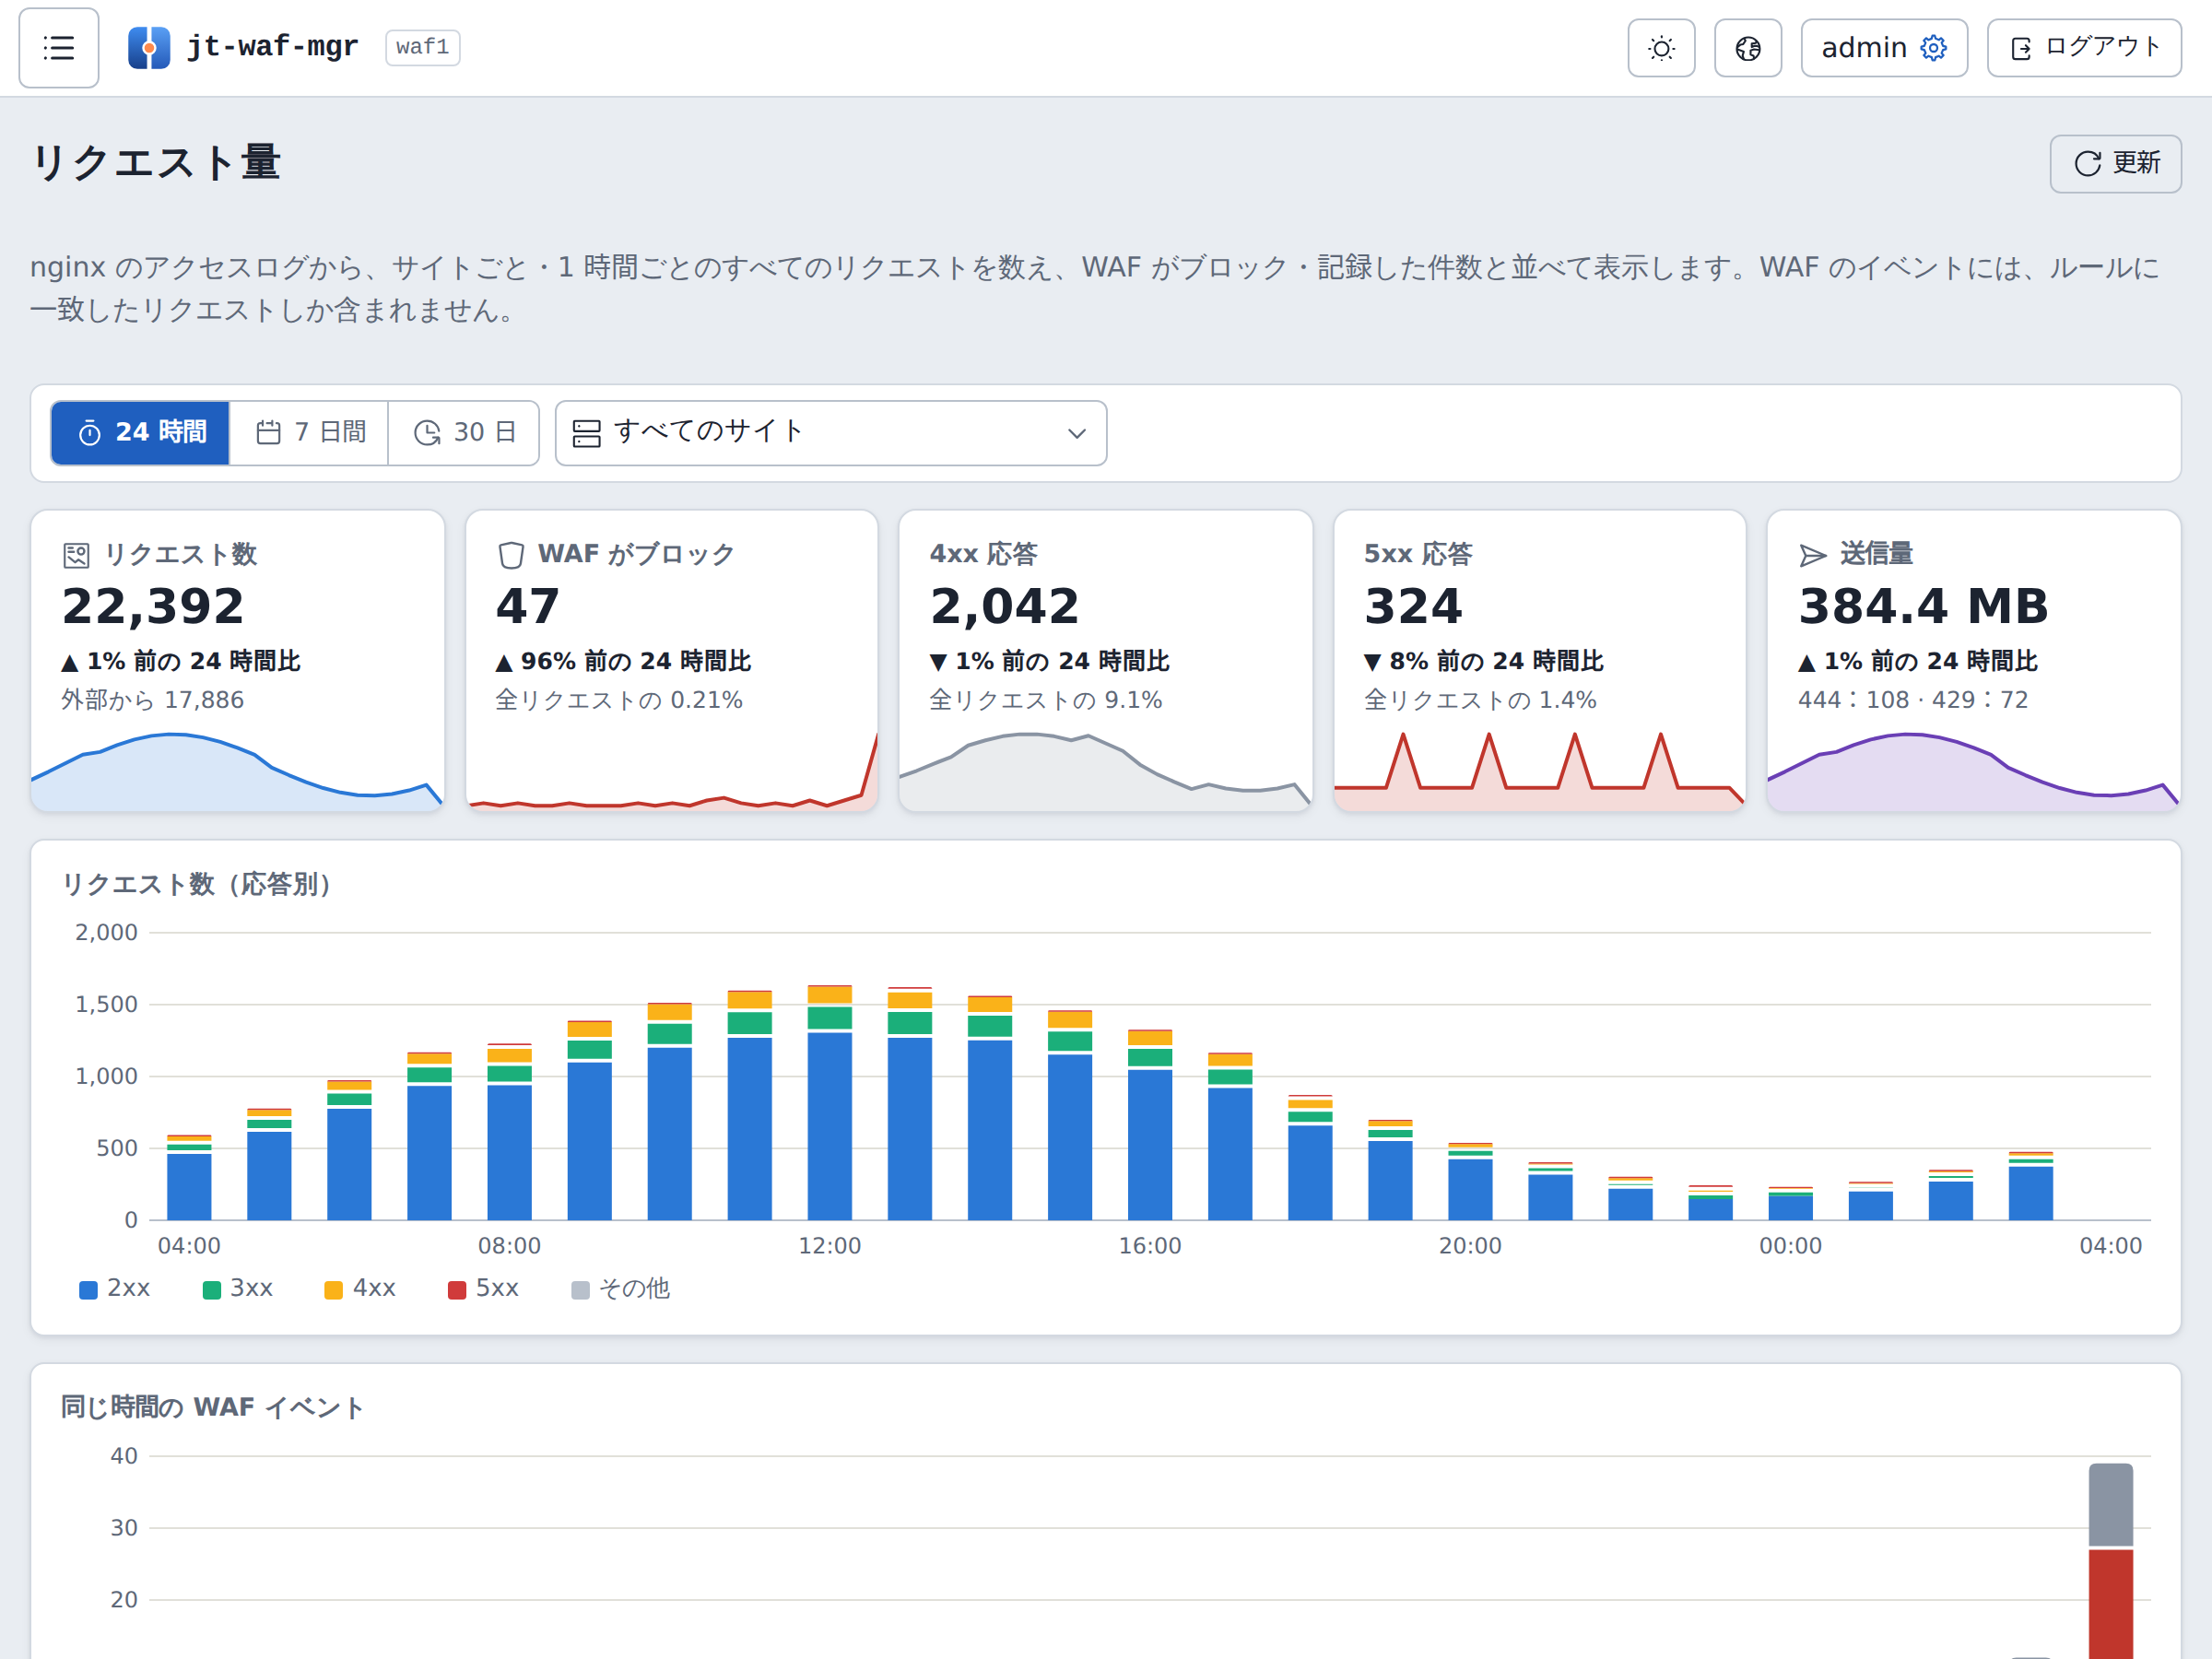 jt-waf-mgr
waf1
admin
ログアウト
リクエスト量
更新
nginx のアクセスログから、サイトごと・1 時間ごとのすべてのリクエストを数え、WAF がブロック・記録した件数と並べて表示します。WAF のイベントには、ルールに
一致したリクエストしか含まれません。
24 時間
7 日間
30 日
すべてのサイト
リクエスト数
22,392
▲ 1% 前の 24 時間比
外部から 17,886
WAF がブロック
47
▲ 96% 前の 24 時間比
全リクエストの 0.21%
4xx 応答
2,042
▼ 1% 前の 24 時間比
全リクエストの 9.1%
5xx 応答
324
▼ 8% 前の 24 時間比
全リクエストの 1.4%
送信量
384.4 MB
▲ 1% 前の 24 時間比
444：108 · 429：72
リクエスト数（応答別）
2,000
1,500
1,000
500
0
04:00 08:00 12:00 16:00 20:00 00:00 04:00
2xx 3xx 4xx 5xx その他
同じ時間の WAF イベント
40
30
20